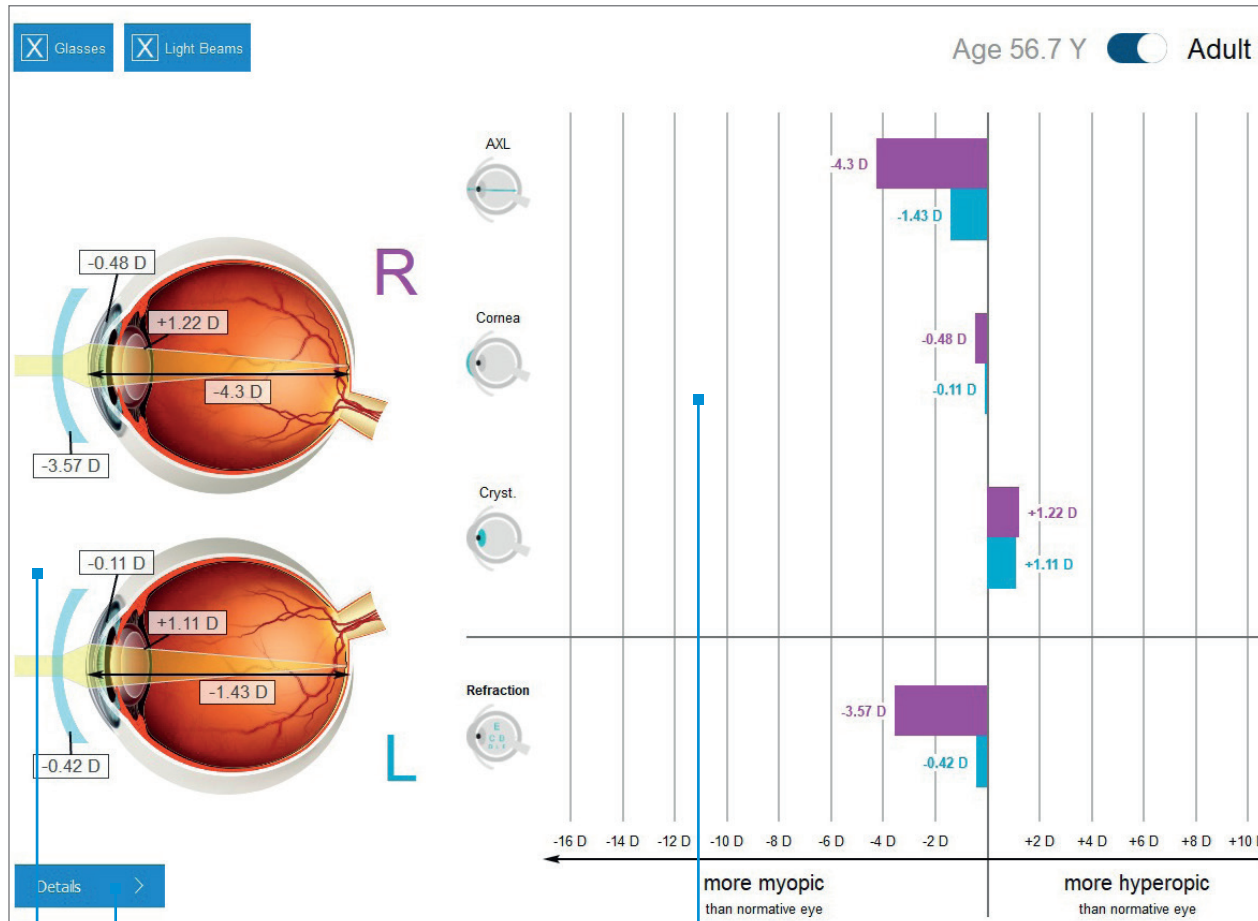 X Glasses
X Light Beams
Age 56.7 Y
Adult
R
-0.48 D
+1.22 D
-4.3 D
-3.57 D
-0.11 D
+1.11 D
-1.43 D
-0.42 D
L
Details >
AXL
-4.3 D
-1.43 D
Cornea
-0.48 D
-0.11 D
Cryst.
+1.22 D
+1.11 D
Refraction
E
C D
-3.57 D
-0.42 D
-16 D -14 D -12 D -10 D -8 D -6 D -4 D -2 D +2 D +4 D +6 D +8 D +10 D
more myopic
than normative eye
more hyperopic
than normative eye